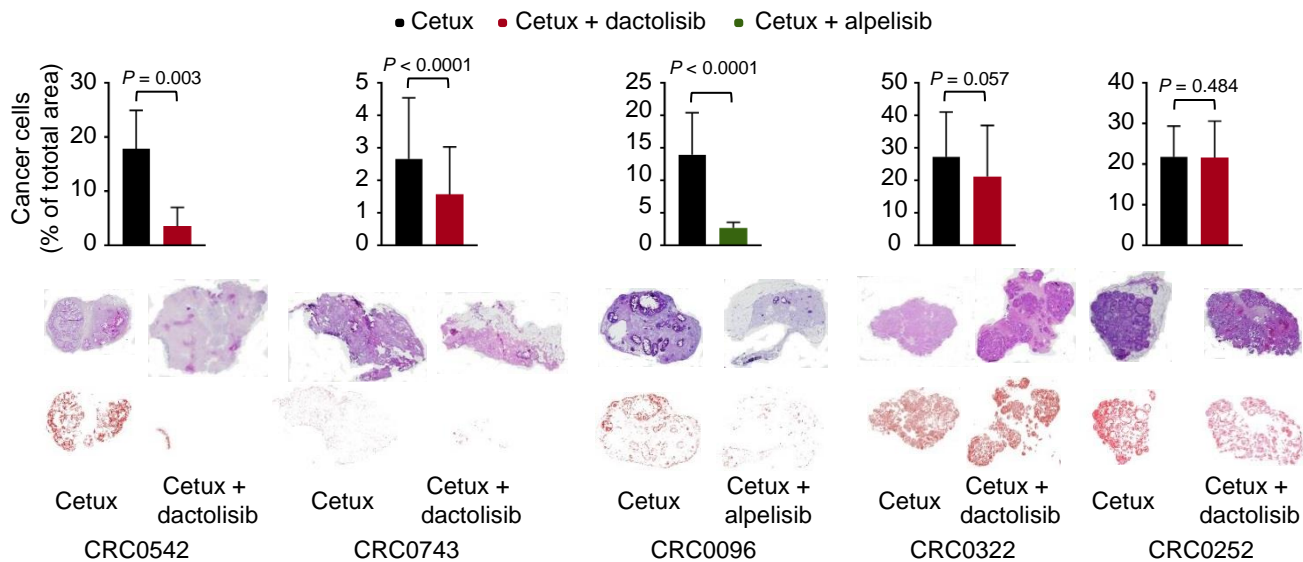 Cetux Cetux + dactolisib Cetux + alpelisib
Cancer cells
(% of tototal area)
P = 0.003
30
20
10
0
P < 0.0001
5
4
3
2
1
0
P < 0.0001
25
20
15
10
5
0
P = 0.057
50
40
30
20
10
0
P = 0.484
40
30
20
10
0
Cetux
Cetux +
dactolisib
Cetux
Cetux +
dactolisib
Cetux
Cetux +
alpelisib
Cetux
Cetux +
dactolisib
Cetux
Cetux +
dactolisib
CRC0542
CRC0743
CRC0096
CRC0322
CRC0252